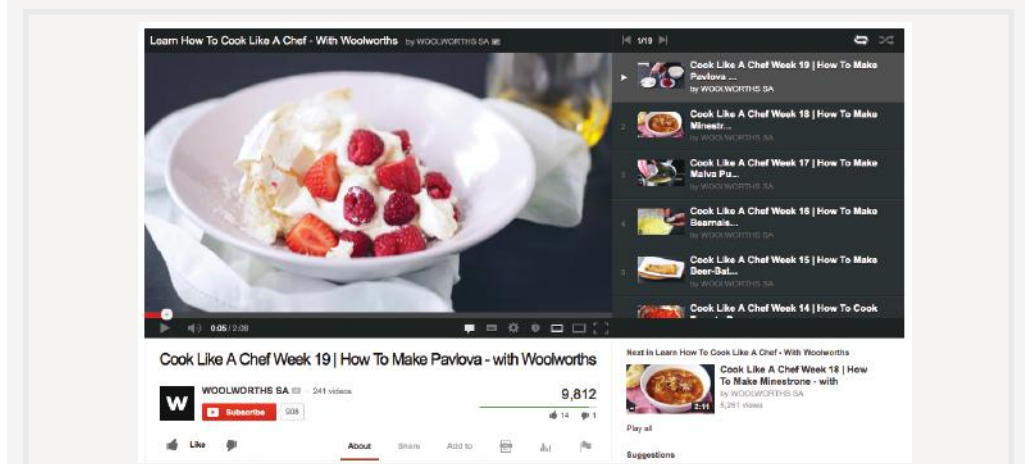 Learn How To Cook Like A Chef - With Woolworths by WOOLWORTHS SA
1/19
Cook Like A Chef Week 19 | How To Make
Pavlova ...
by WOOLWORTHS SA
2
Cook Like A Chef Week 18 | How To Make
Minestr...
by WOOLWORTHS SA
3
Cook Like A Chef Week 17 | How To Make
Malva Pu...
by WOOLWORTHS SA
4
Cook Like A Chef Week 16 | How To Make
Bearnais...
by WOOLWORTHS SA
5
Cook Like A Chef Week 15 | How To Make
Beer-Bat...
by WOOLWORTHS SA
Cook Like A Chef Week 14 | How To Cook
0:05 / 2:08
Cook Like A Chef Week 19 | How To Make Pavlova - with Woolworths
W
WOOLWORTHS SA · 241 videos
Subscribe 908
9,812
14 1
Like
About Share Add to
Next in Learn How To Cook Like A Chef - With Woolworths
Cook Like A Chef Week 18 | How
To Make Minestrone - with
by WOOLWORTHS SA
5,261 views
2:11
Play all
Suggestions